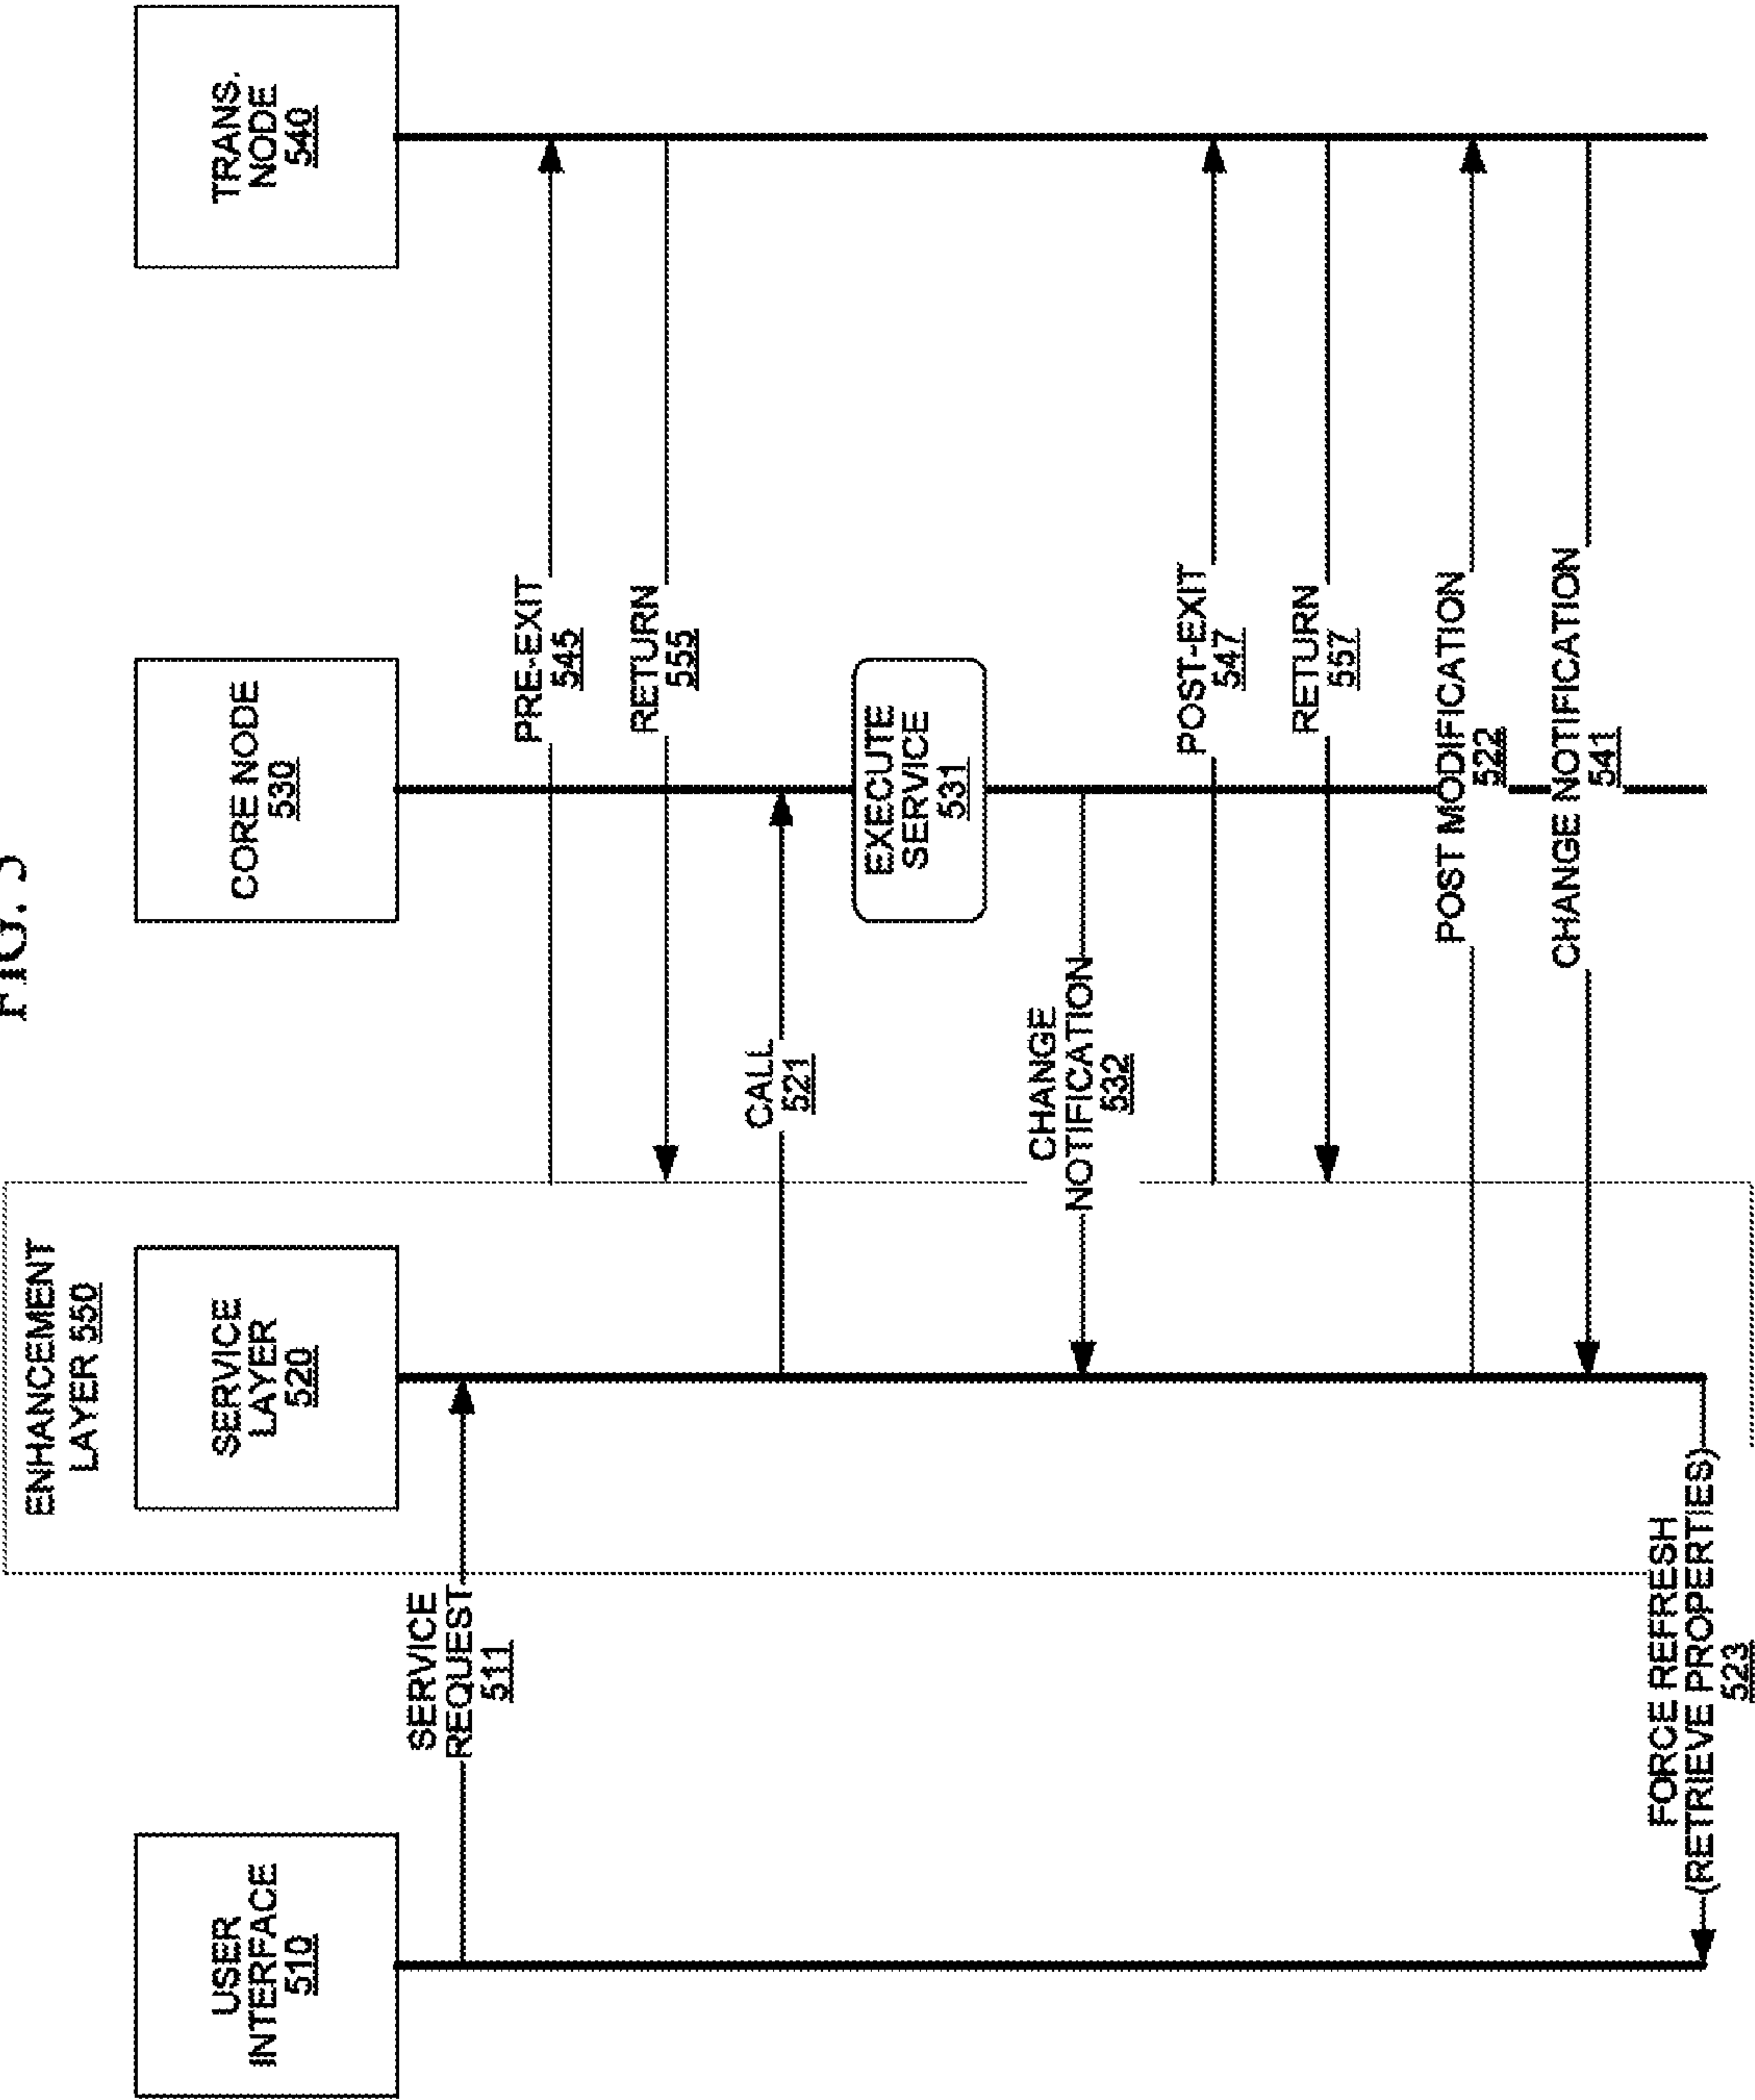 FIG.
ENHANCEMENT
LAYER 550
USER
INTERFACE
510
SERVICE
LAYER
520
CORE NODE
530
TRANS.
NODE
540
SERVICE
REQUEST
511
PRE-EXIT
545
RETURN
555
CALL
521
EXECUTE
SERVICE
531
CHANGE
NOTIFICATION
532
POST-EXIT
547
RETURN
557
POST MODIFICATION
522
CHANGE NOTIFICATION
541
FORCE REFRESH
(RETRIEVE PROPERTIES)
523